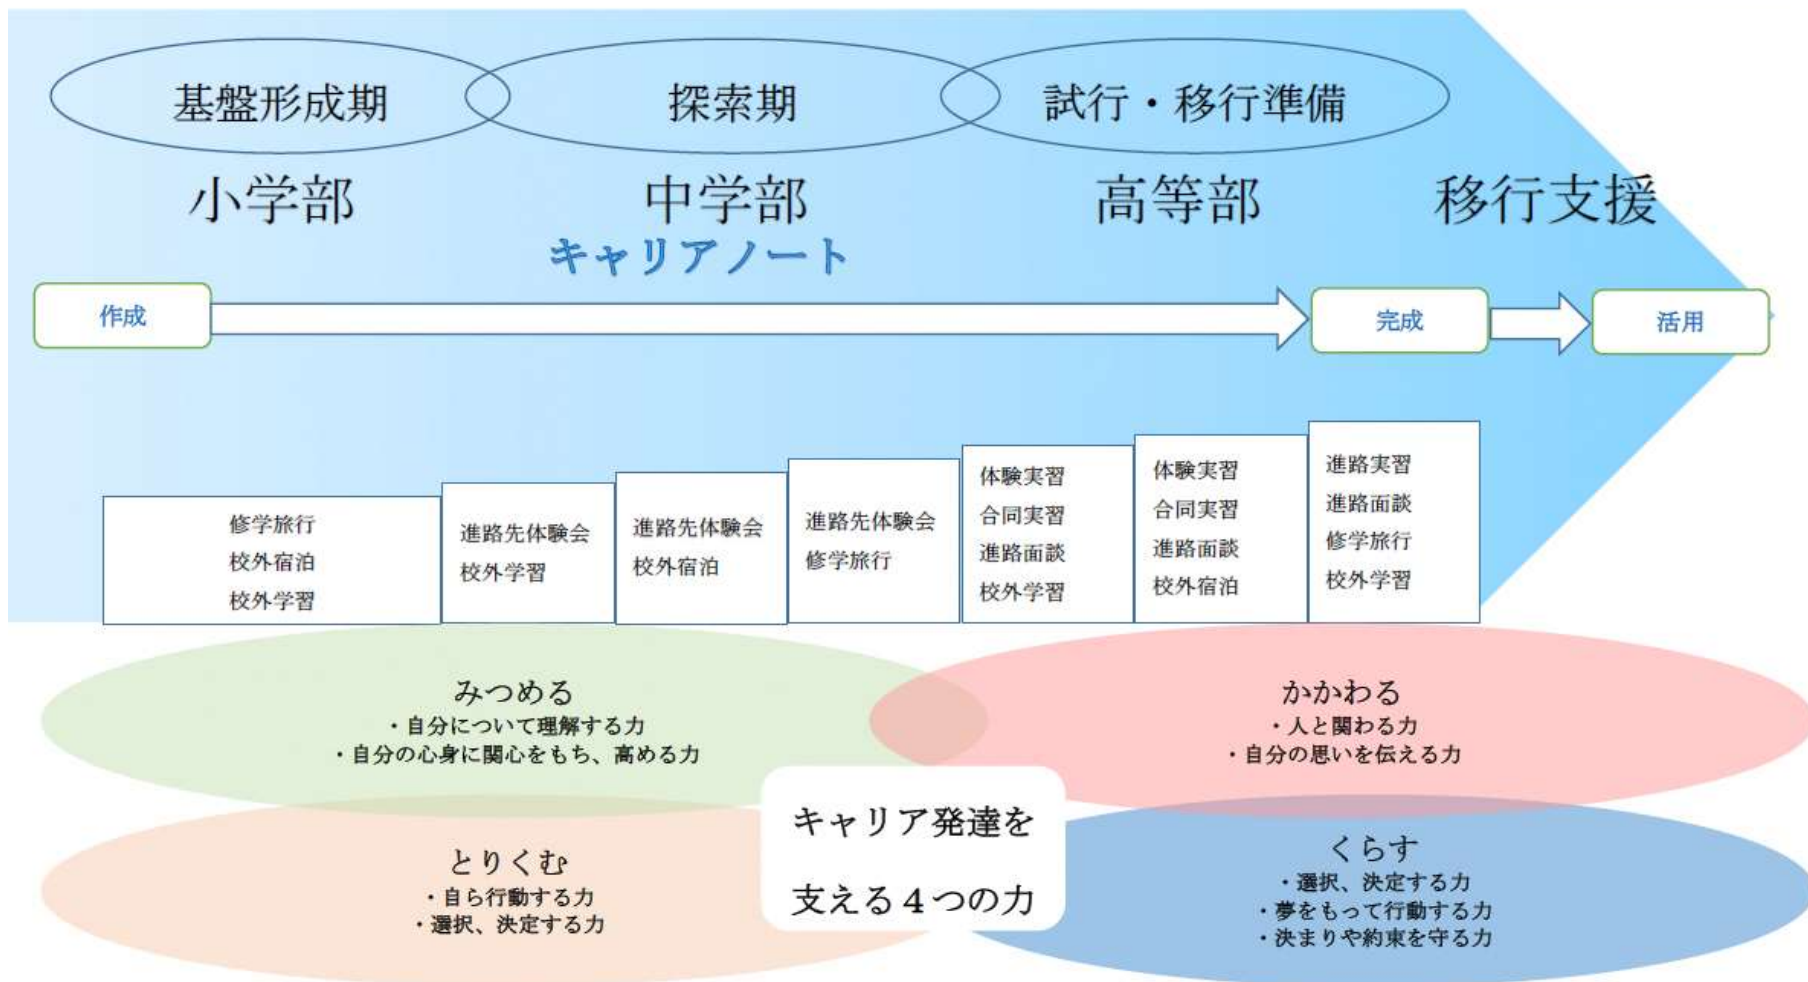 基盤形成期
探索期
試行・移行準備
小学部
中学部
高等部
移行支援
キャリアノート
作成
完成
活用
修学旅行
校外宿泊
校外学習
進路先体験会
校外学習
進路先体験会
校外宿泊
進路先体験会
修学旅行
体験実習
合同実習
進路面談
校外学習
体験実習
合同実習
進路面談
校外宿泊
進路実習
進路面談
修学旅行
校外学習
みつめる
・自分について理解する力
・自分の心身に関心をもち、高める力
かかわる
・人と関わる力
・自分の思いを伝える力
キャリア発達を
支える４つの力
とりくむ
・自ら行動する力
・選択、決定する力
くらす
・選択、決定する力
・夢をもって行動する力
・決まりや約束を守る力